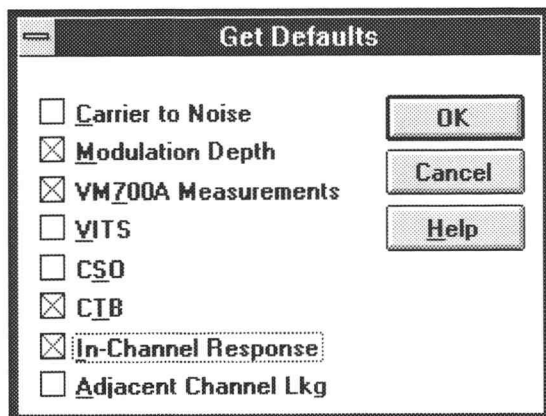 Get Defaults
Carrier to Noise
Modulation Depth
VM700A Measurements
VITS
CSO
CTB
In-Channel Response
Adjacent Channel Lkg
OK
Cancel
Help